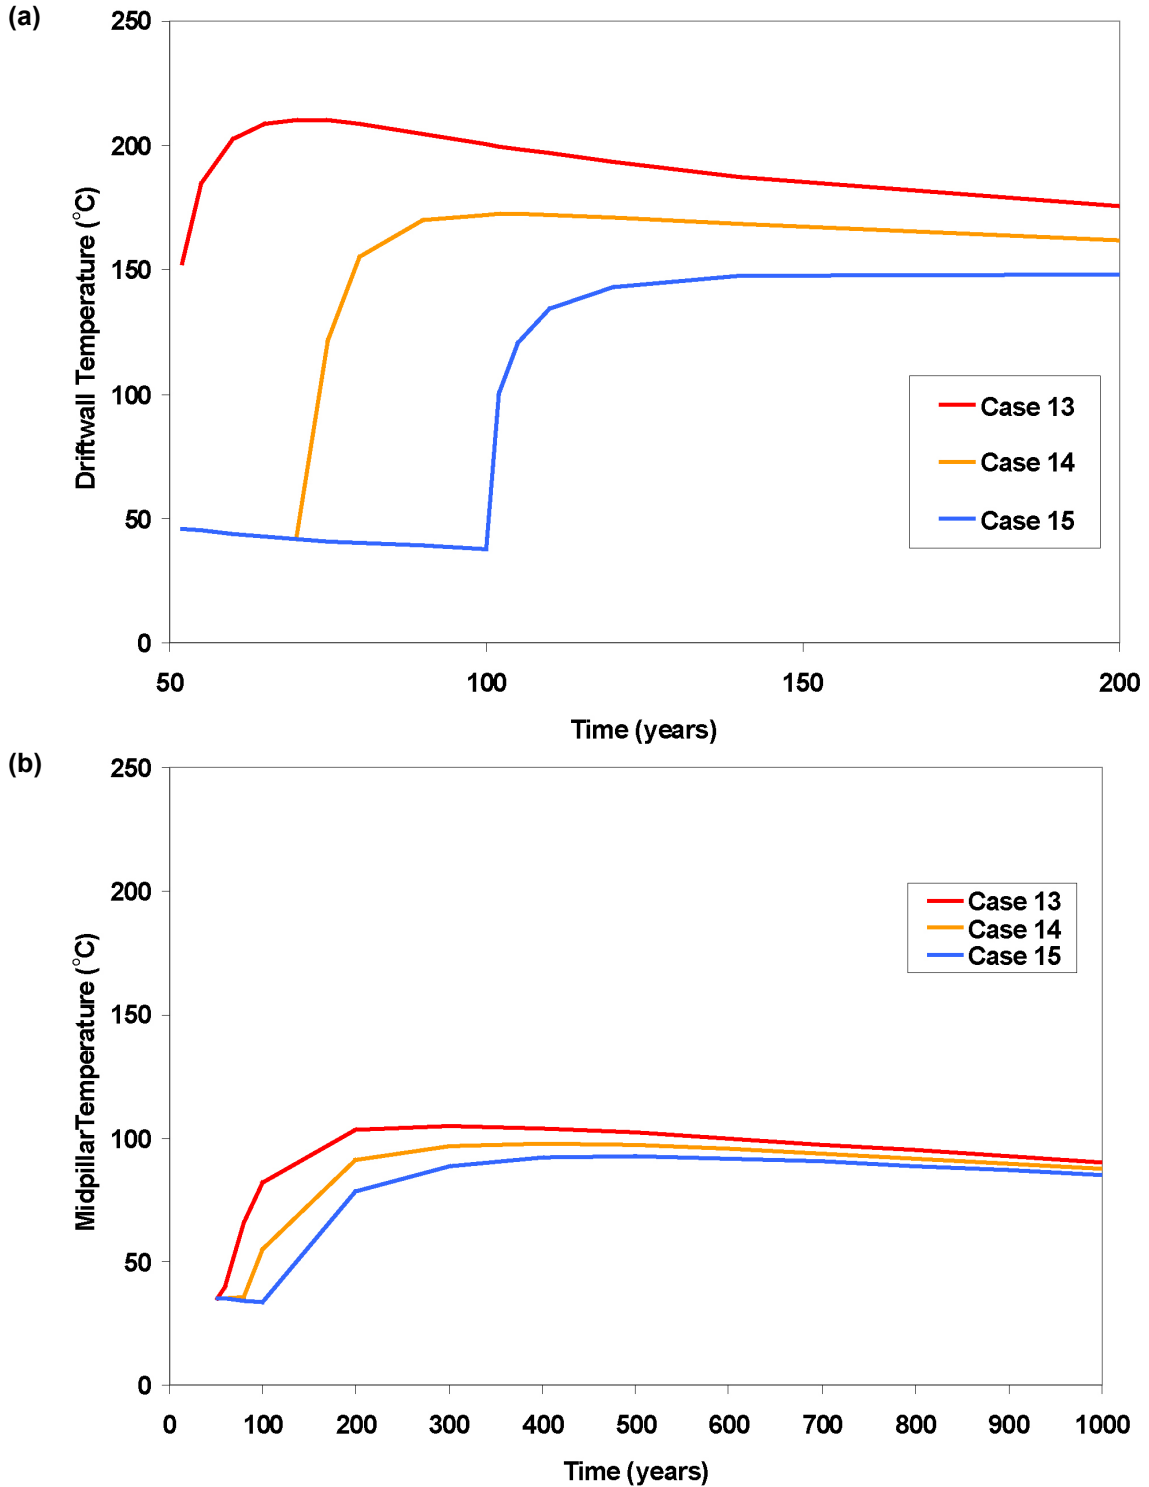 (a)
250
200
150
100
50
0
Driftwall Temperature (°C)
Case 13
Case 14
Case 15
50 100 150 200
Time (years)
(b)
250
200
150
100
50
0
MidpillarTemperature (°C)
Case 13
Case 14
Case 15
0 100 200 300 400 500 600 700 800 900 1000
Time (years)